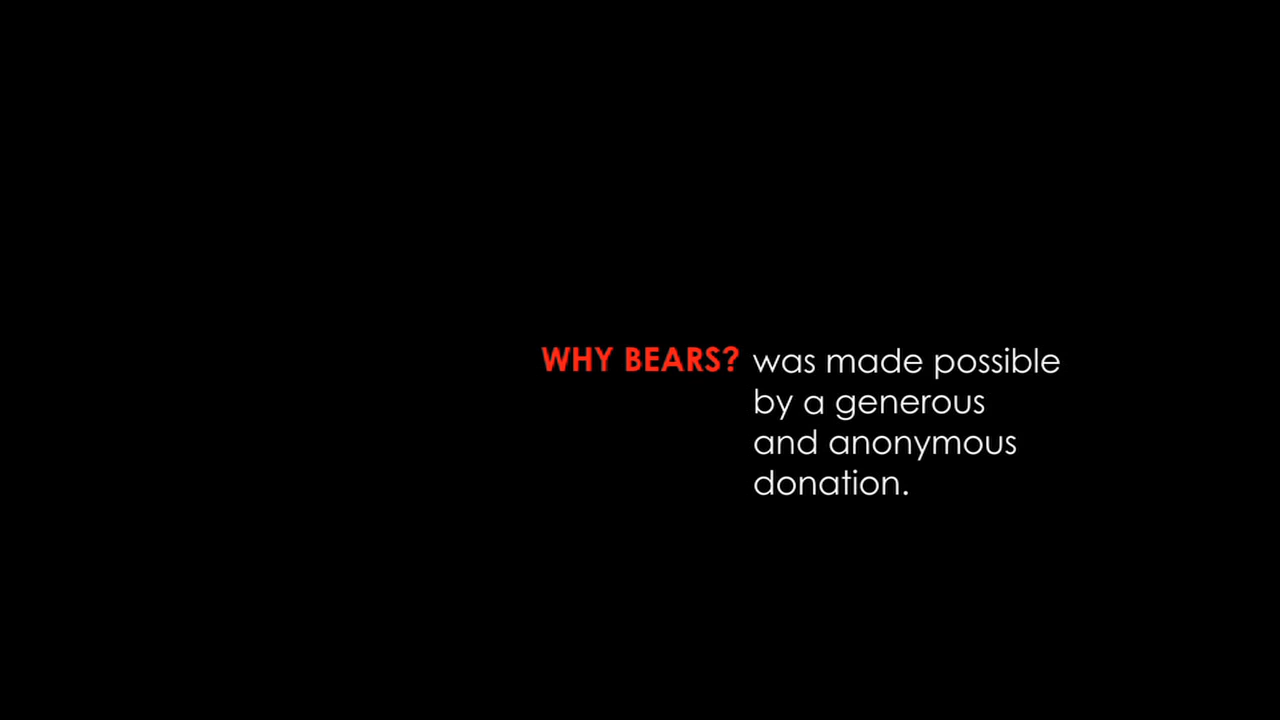 WHY BEARS? was made possible
by a generous
and anonymous
donation.